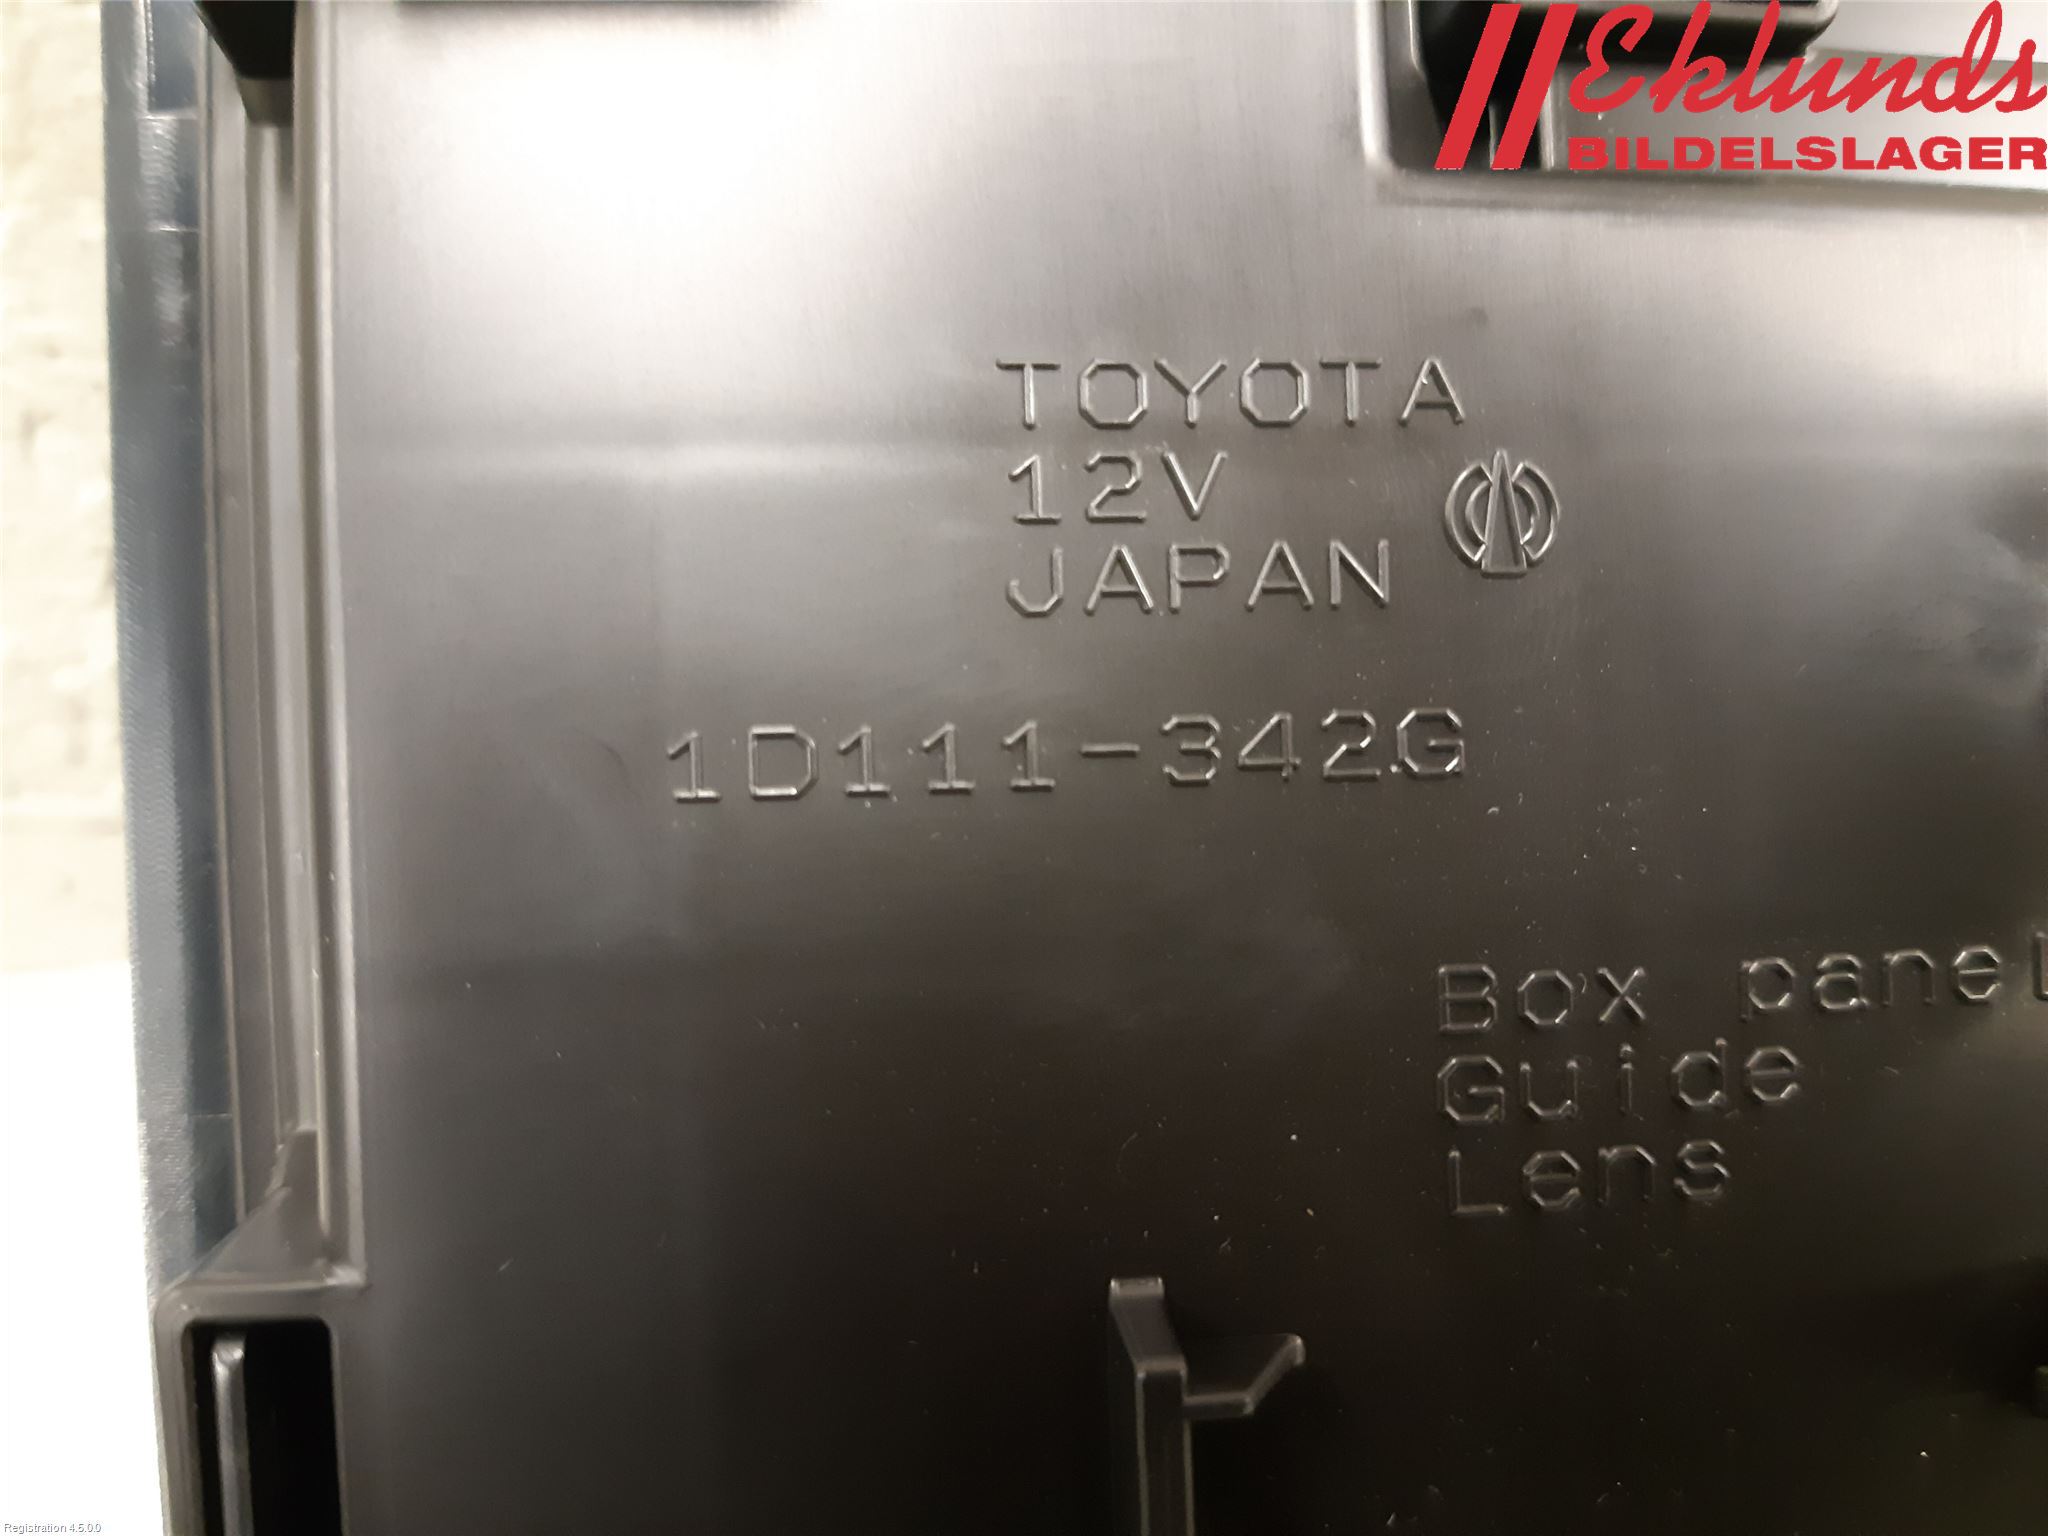 Eklunds
BILDELSLAGER
TOYOTA
12V
JAPAN
1D111-342G
Box panel
Guide
Lens
Registration 4.5.0.0